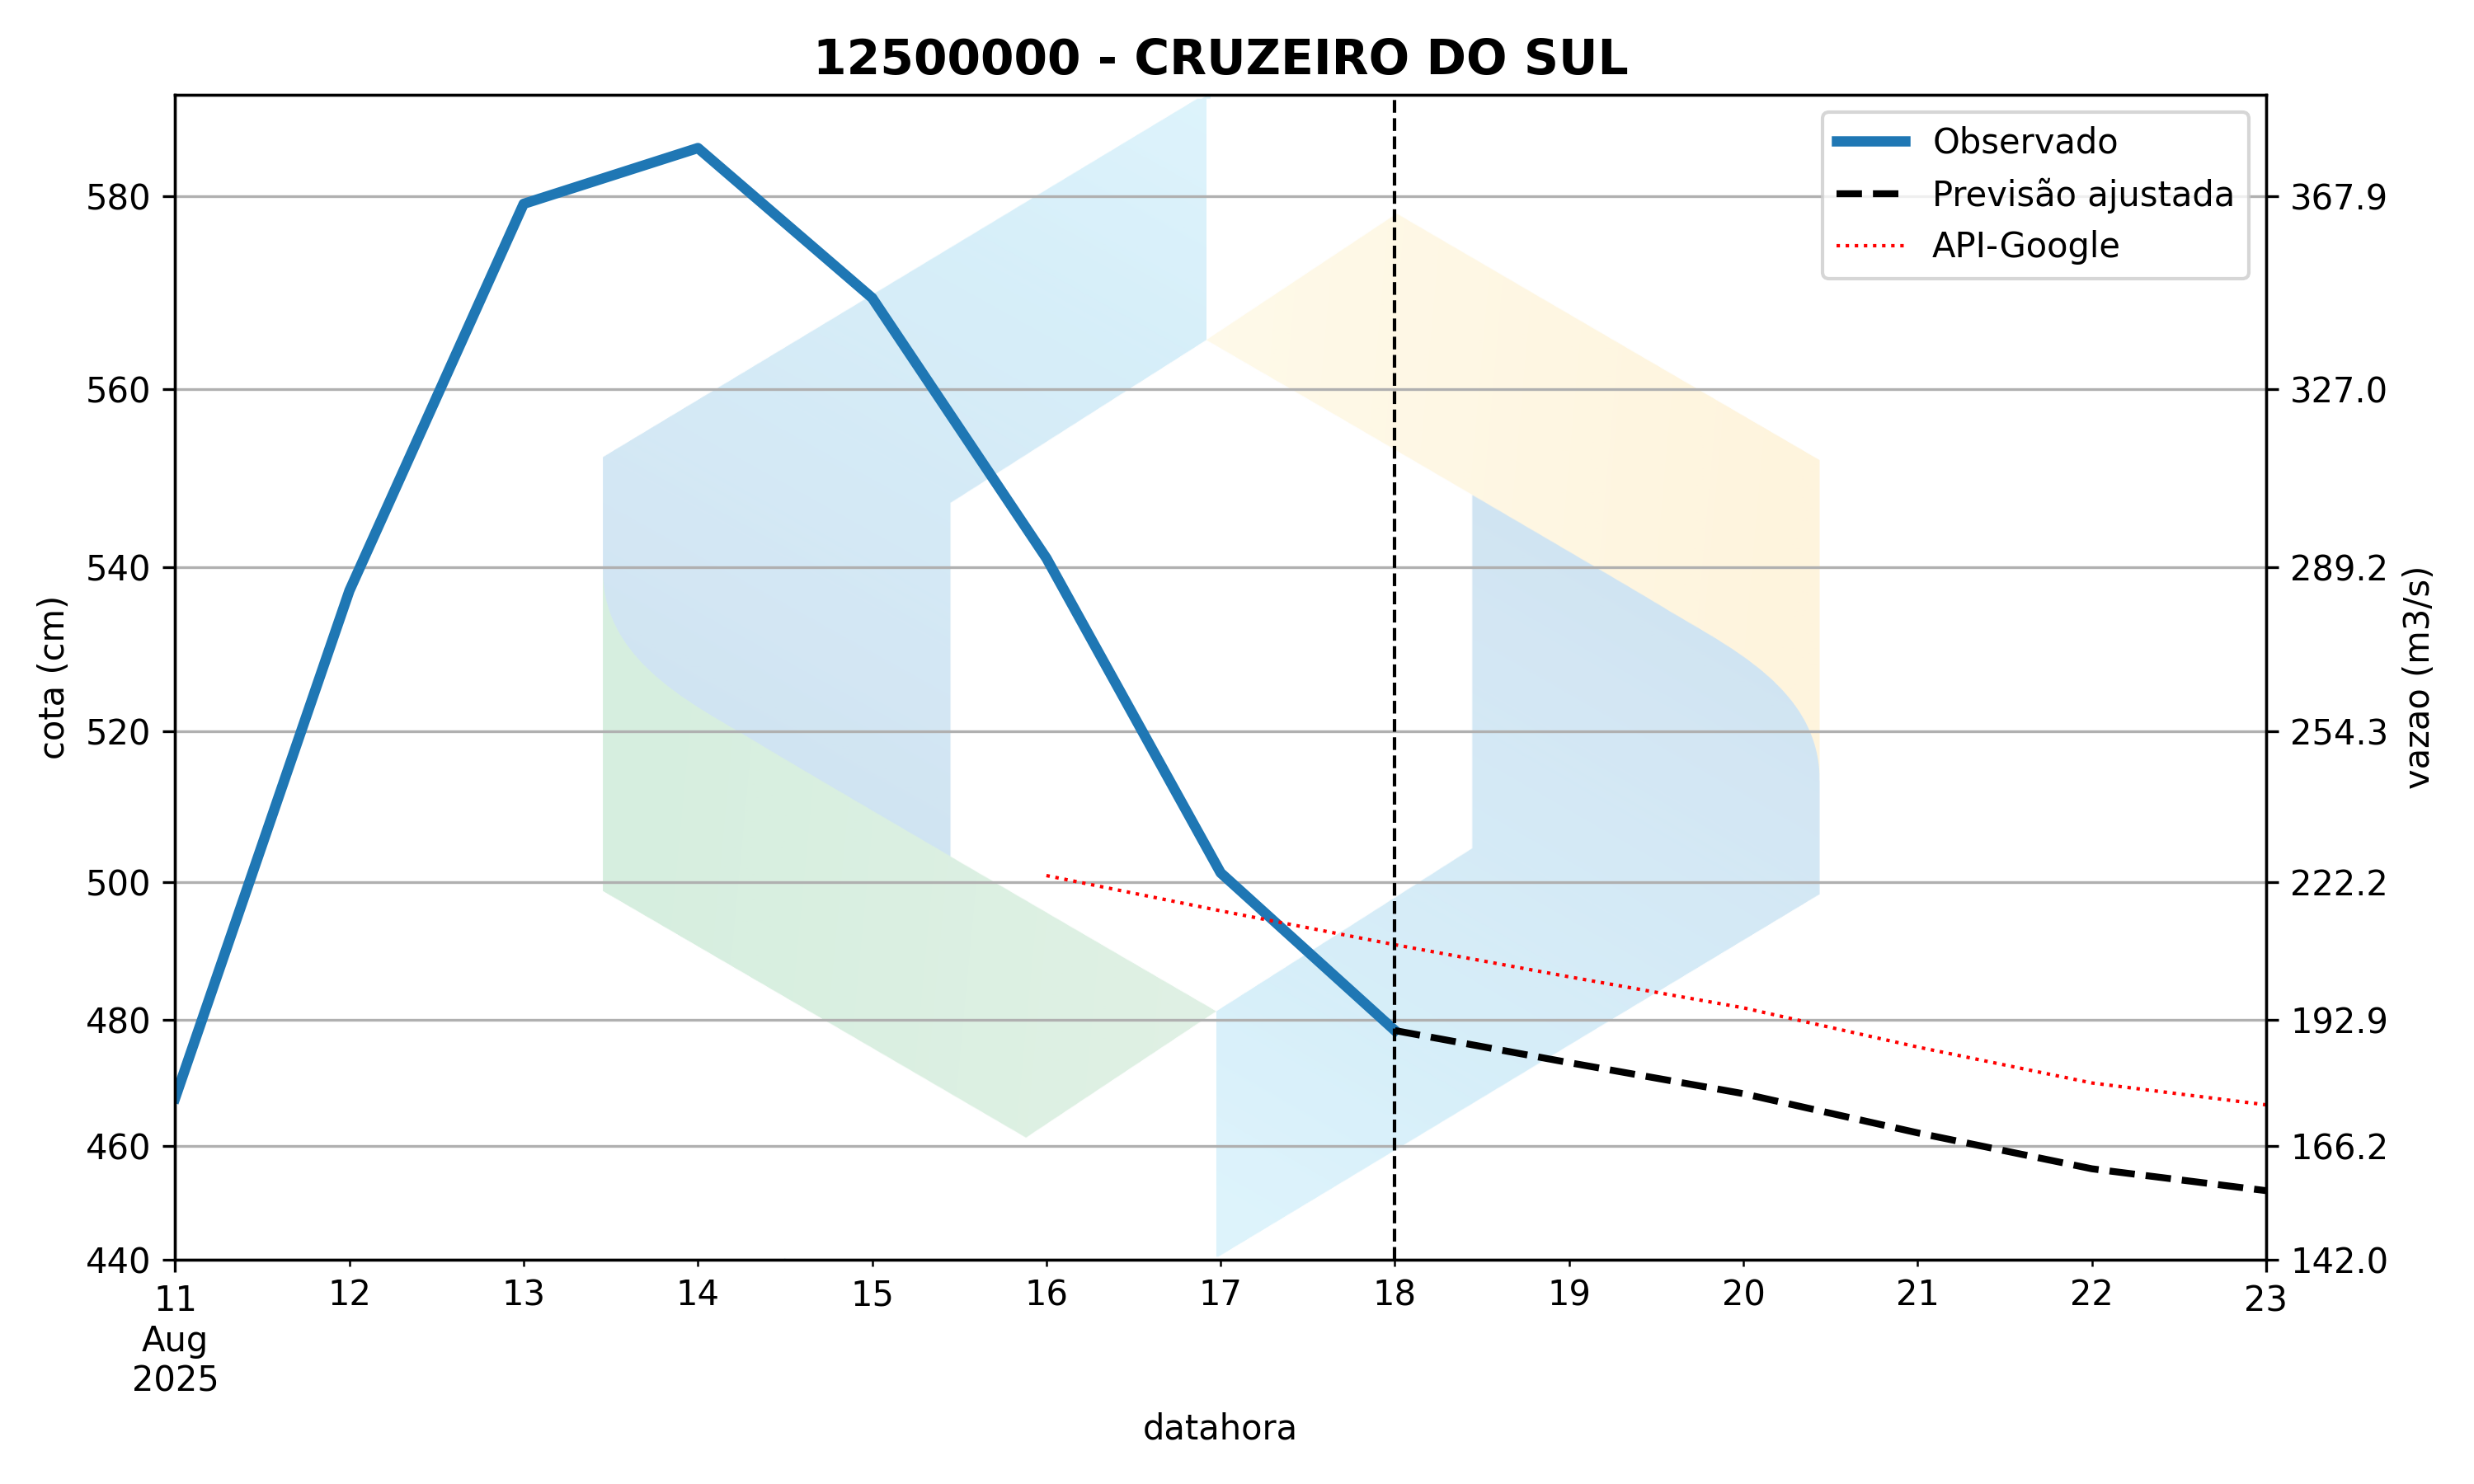 12500000 - CRUZEIRO DO SUL
Observado
Previsão ajustada
API-Google
cota (cm)
580
560
540
520
500
480
460
440
367.9
327.0
289.2
254.3
222.2
192.9
166.2
142.0
vazao (m3/s)
11 12 13 14 15 16 17 18 19 20 21 22 23
Aug
2025
datahora